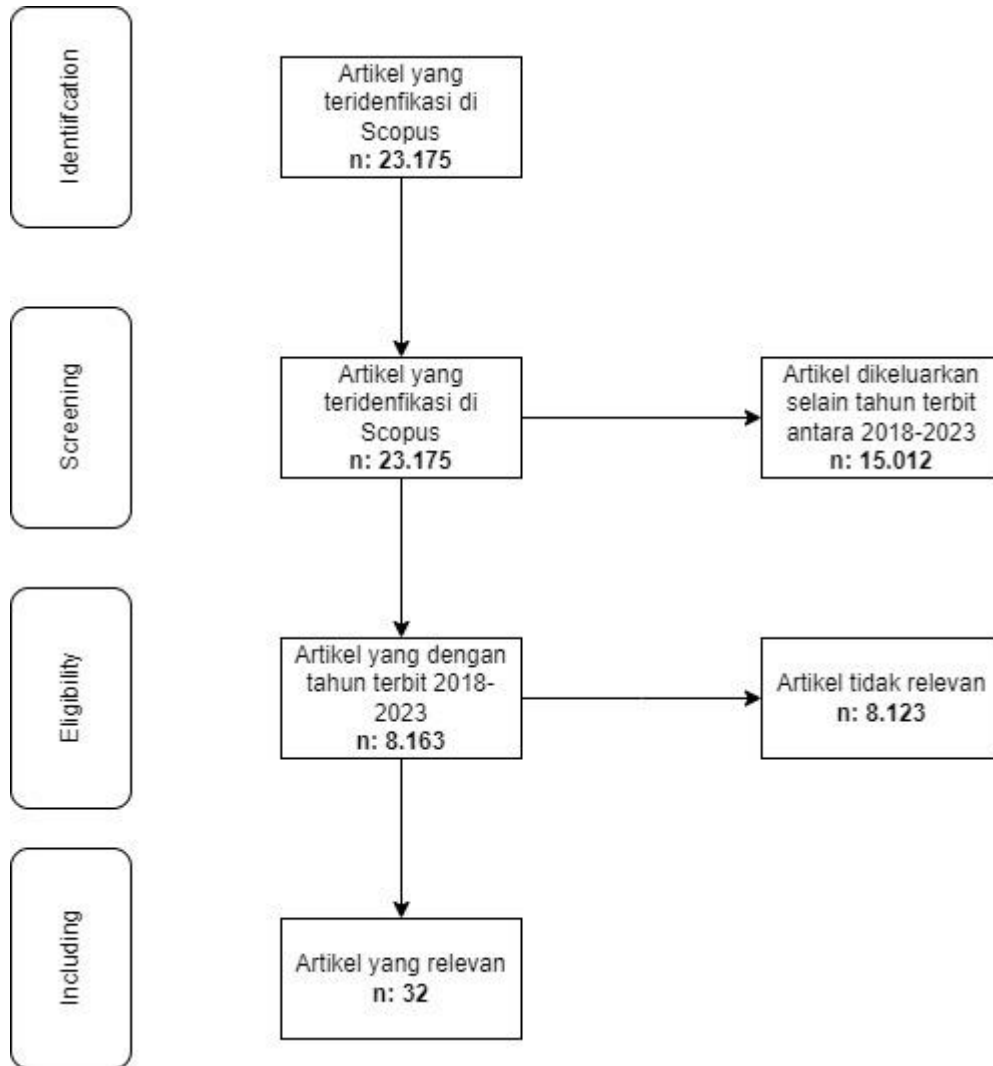 Identiifcation
Artikel yang
teridenfikasi di
Scopus
n: 23.175
Screening
Artikel yang
teridenfikasi di
Scopus
n: 23.175
Artikel dikeluarkan
selain tahun terbit
antara 2018-2023
n: 15.012
Eligibility
Artikel yang dengan
tahun terbit 2018-
2023
n: 8.163
Artikel tidak relevan
n: 8.123
Including
Artikel yang relevan
n: 32